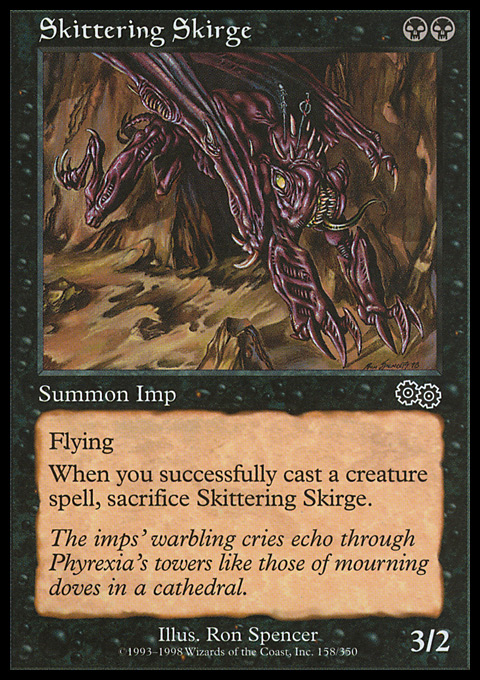 Skittering Skirge
Summon Imp
Flying
When you successfully cast a creature
spell, sacrifice Skittering Skirge.
The imps' warbling cries echo through
Phyrexia's towers like those of mourning
doves in a cathedral.
Illus. Ron Spencer
©1993–1998 Wizards of the Coast, Inc. 158/350
3/2